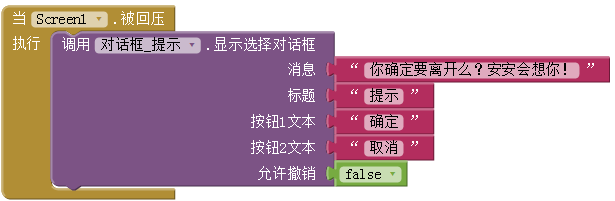 当 Screen1 .被回压
执行 调用 对话框_提示 .显示选择对话框
消息 “ 你确定要离开么？安安会想你！ ”
标题 “ 提示 ”
按钮1文本 “ 确定 ”
按钮2文本 “ 取消 ”
允许撤销 false